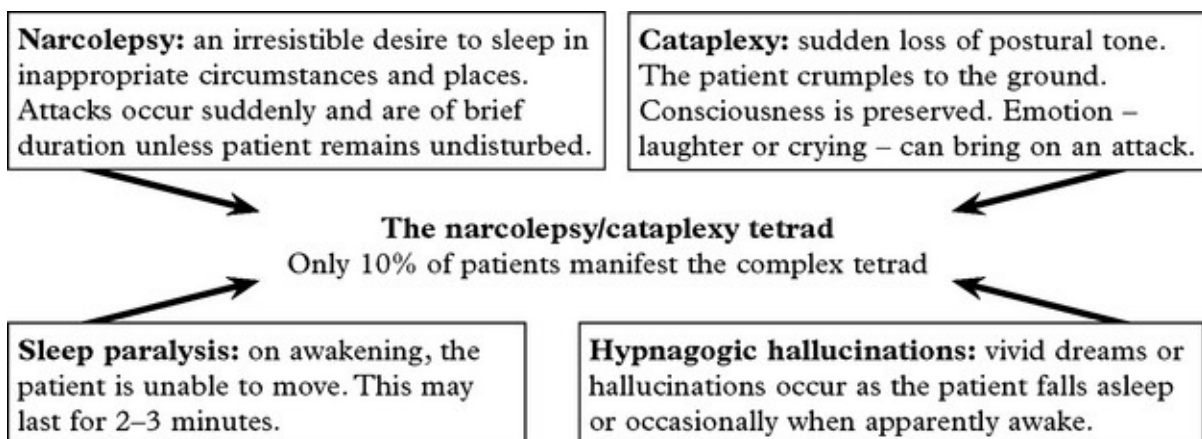 Narcolepsy: an irresistible desire to sleep in
inappropriate circumstances and places.
Attacks occur suddenly and are of brief
duration unless patient remains undisturbed.
Cataplexy: sudden loss of postural tone.
The patient crumples to the ground.
Consciousness is preserved. Emotion –
laughter or crying – can bring on an attack.
The narcolepsy/cataplexy tetrad
Only 10% of patients manifest the complex tetrad
Sleep paralysis: on awakening, the
patient is unable to move. This may
last for 2–3 minutes.
Hypnagogic hallucinations: vivid dreams or
hallucinations occur as the patient falls asleep
or occasionally when apparently awake.